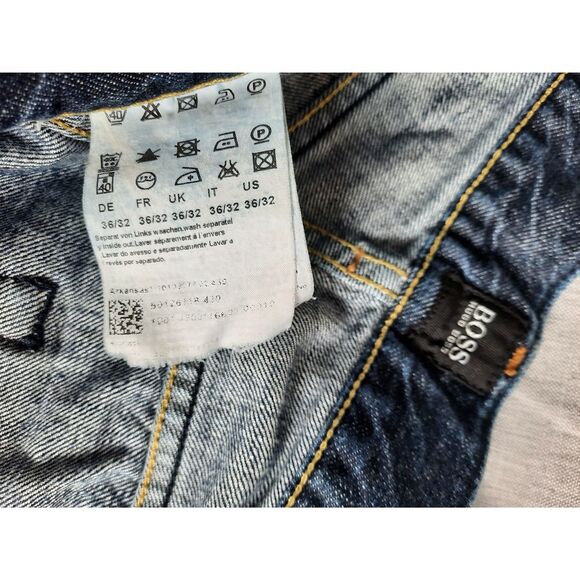 40
40
DE FR UK IT US
36/32 36/32 36/32 36/32 36/32
Separat von Links waschen.wash separatel
y inside out.Laver séparément à l envers
Lavar do avesso e separadamente Lavar a
l revés por separado.
Arkansas
BOSS
HUGO BOSS